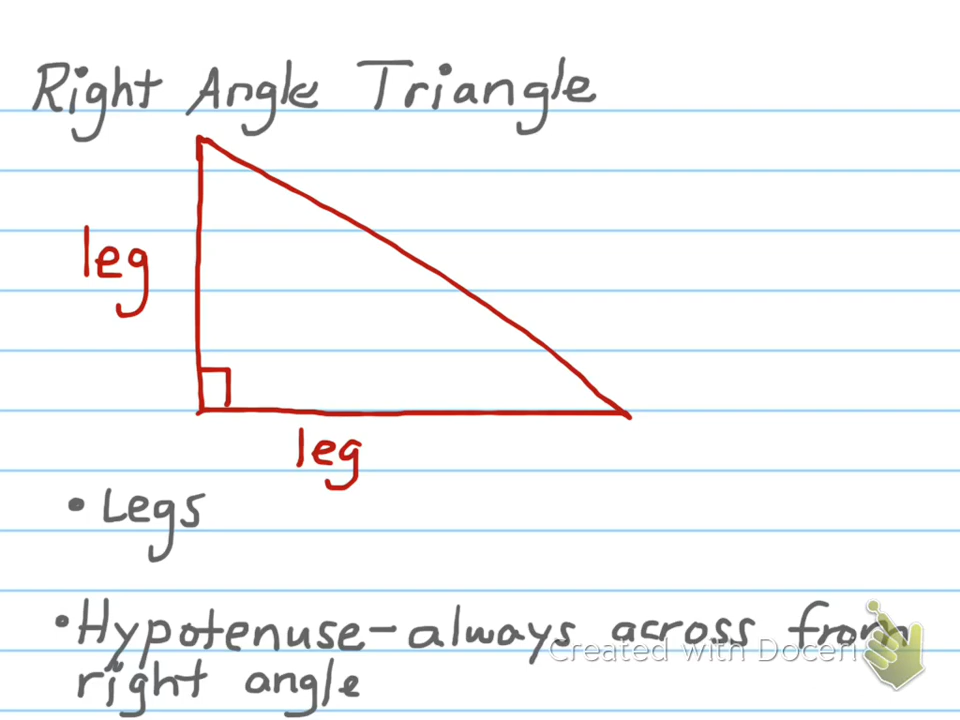 Right Angle Triangle
leg
leg
• Legs
• Hypotenuse - always across from
right angle
Created with Doceri